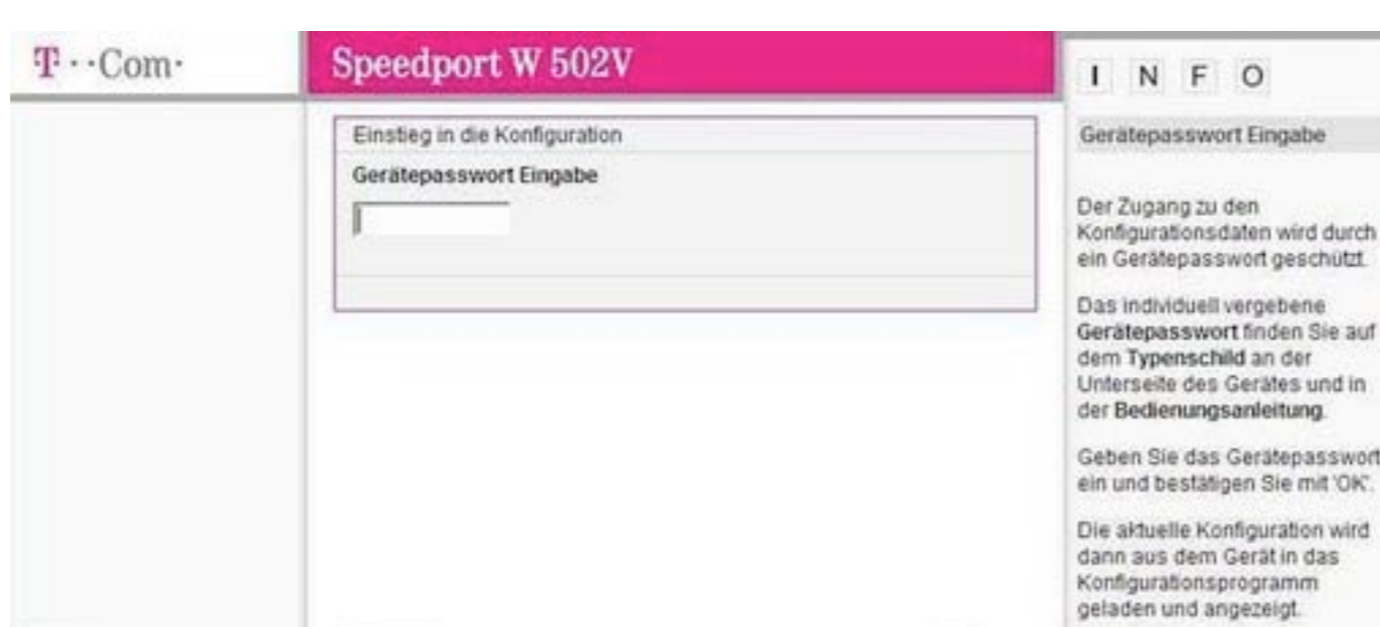 T··Com·
Speedport W 502V
Einstieg in die Konfiguration
Gerätepasswort Eingabe
I N F O
Gerätepasswort Eingabe
Der Zugang zu den
Konfigurationsdaten wird durch
ein Gerätepasswort geschützt.
Das individuell vergebene
Gerätepasswort finden Sie auf
dem Typenschild an der
Unterseite des Gerätes und in
der Bedienungsanleitung.
Geben Sie das Gerätepasswort
ein und bestätigen Sie mit 'OK'.
Die aktuelle Konfiguration wird
dann aus dem Gerät in das
Konfigurationsprogramm
geladen und angezeigt.